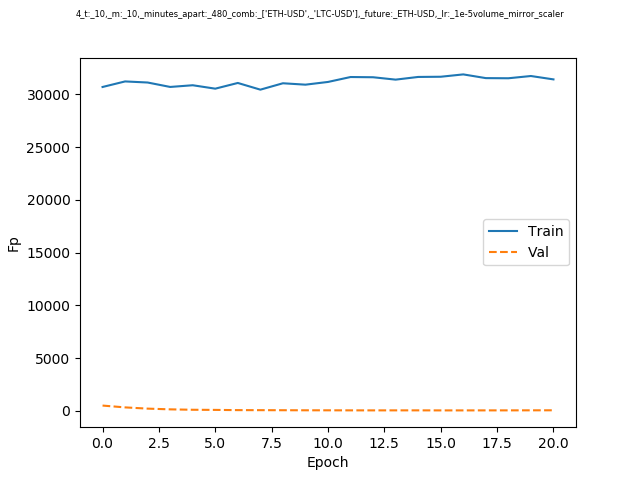 4_t:_10,_m:_10,_minutes_apart:_480_comb:_['ETH-USD',_'LTC-USD'],_future:_ETH-USD,_lr:_1e-5volume_mirror_scaler
30000
25000
20000
15000
10000
5000
0
Fp
Train
Val
0.0 2.5 5.0 7.5 10.0 12.5 15.0 17.5 20.0
Epoch